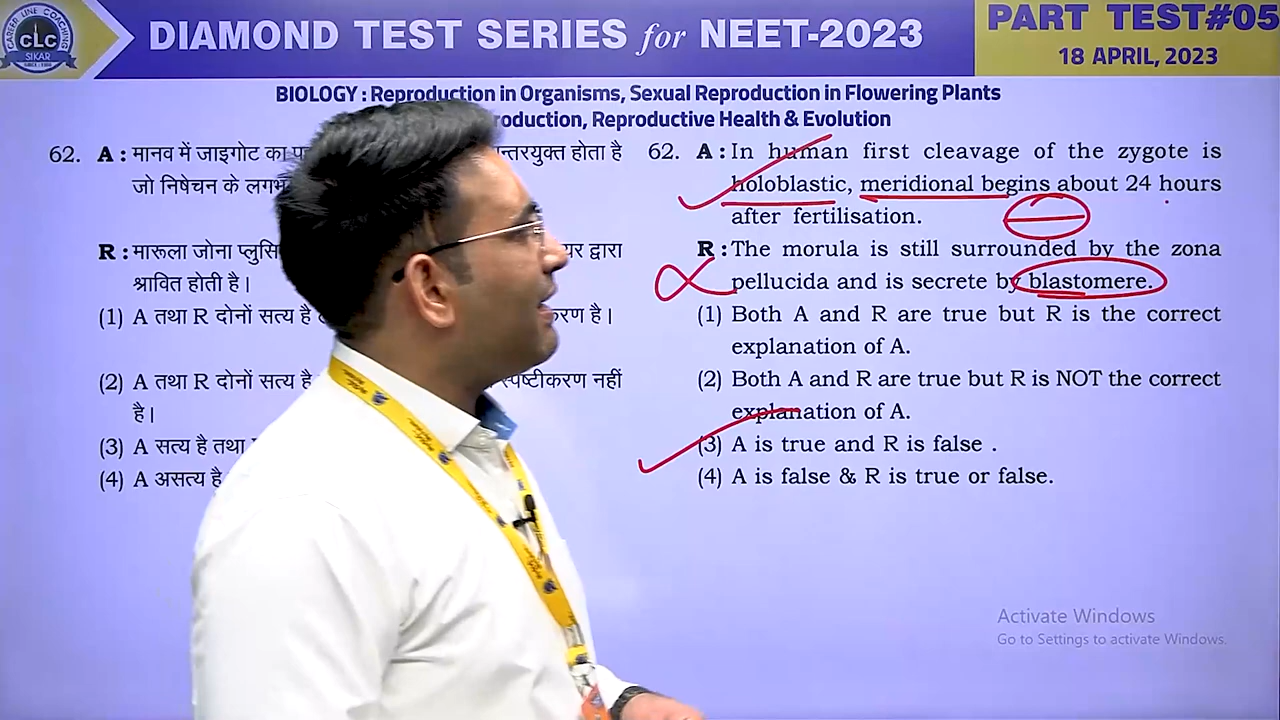 CAREER LINE COACHING
CLC
SIKAR
DIAMOND TEST SERIES for NEET-2023
PART TEST#05
18 APRIL, 2023
BIOLOGY : Reproduction in Organisms, Sexual Reproduction in Flowering Plants
Reproductive Health & Evolution
62. A : मानव में जाइगोट का होता है
जो निषेचन के
R : मारूला जोना द्वारा
श्रावित होती है।
(1) A तथा R दोनों सत्य है है।
(2) A तथा R दोनों सत्य है स्पष्टीकरण नहीं
है।
(3) A सत्य है तथा
(4) A असत्य है
62. A : In human first cleavage of the zygote is
holoblastic, meridional begins about 24 hours
after fertilisation.
R : The morula is still surrounded by the zona
pellucida and is secrete by blastomere.
(1) Both A and R are true but R is the correct
explanation of A.
(2) Both A and R are true but R is NOT the correct
explanation of A.
(3) A is true and R is false .
(4) A is false & R is true or false.
Activate Windows
Go to Settings to activate Windows.